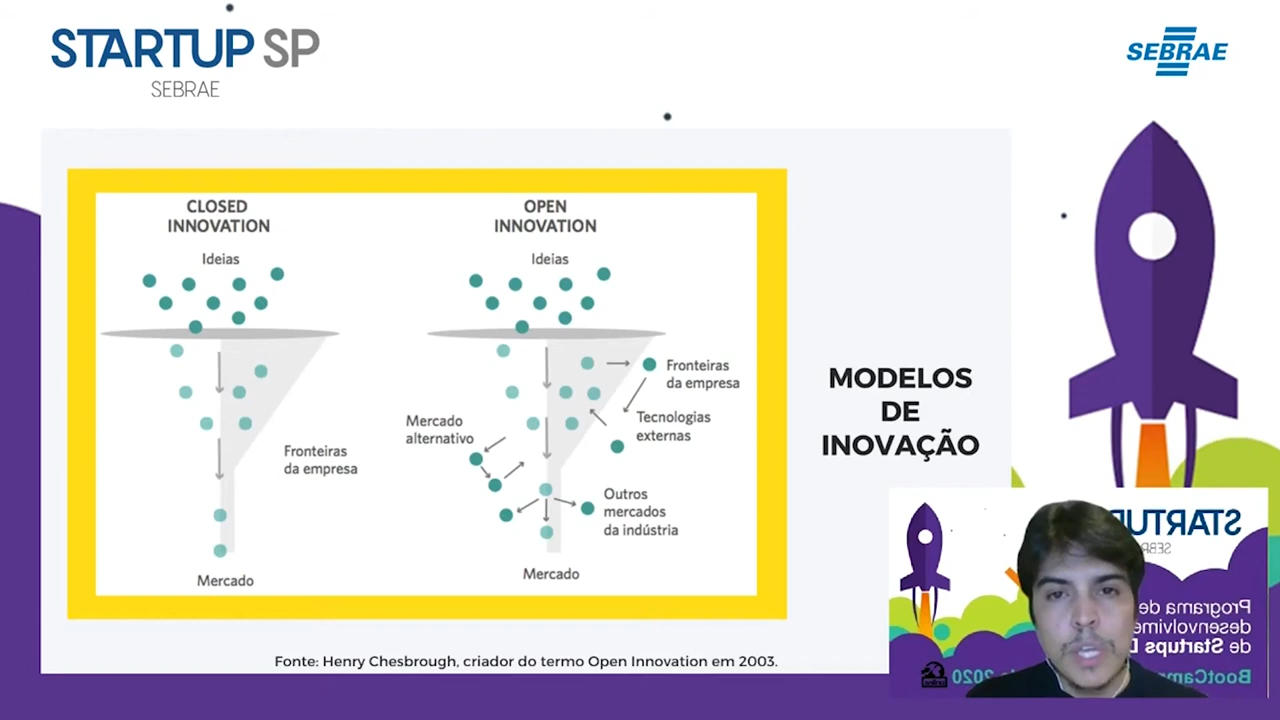 STARTUP SP
SEBRAE
SEBRAE
CLOSED
INNOVATION
Ideias
Fronteiras
da empresa
Mercado
OPEN
INNOVATION
Ideias
Fronteiras
da empresa
Tecnologias
externas
Mercado
alternativo
Outros
mercados
da indústria
Mercado
MODELOS
DE
INOVAÇÃO
Fonte: Henry Chesbrough, criador do termo Open Innovation em 2003.
STARTUP
Programa de
de Startups
2020